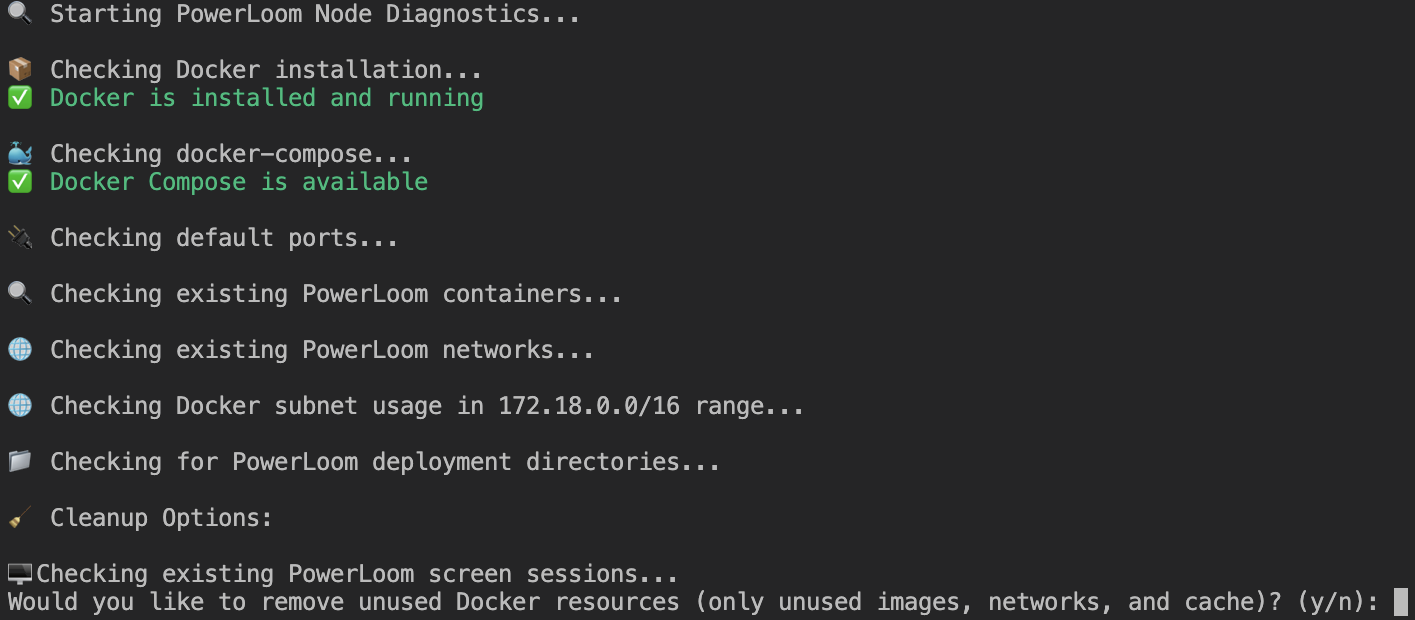 🔍 Starting PowerLoom Node Diagnostics...
📦 Checking Docker installation...
✅ Docker is installed and running
🐳 Checking docker-compose...
✅ Docker Compose is available
🔌 Checking default ports...
🔍 Checking existing PowerLoom containers...
🌐 Checking existing PowerLoom networks...
🌐 Checking Docker subnet usage in 172.18.0.0/16 range...
📁 Checking for PowerLoom deployment directories...
🧹 Cleanup Options:
🖥️Checking existing PowerLoom screen sessions...
Would you like to remove unused Docker resources (only unused images, networks, and cache)? (y/n):